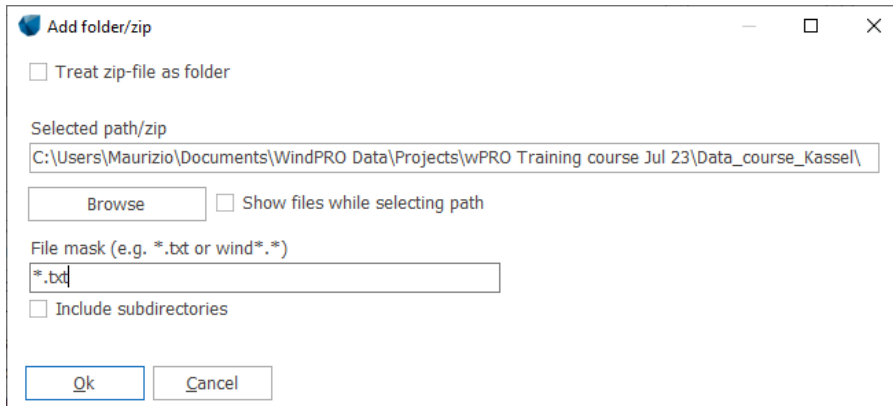 Add folder/zip
Treat zip-file as folder
Selected path/zip
C:\Users\Maurizio\Documents\WindPRO Data\Projects\wPRO Training course Jul 23\Data_course_Kassel\
Browse
Show files while selecting path
File mask (e.g. *.txt or wind*.*)
*.txt
Include subdirectories
Ok
Cancel